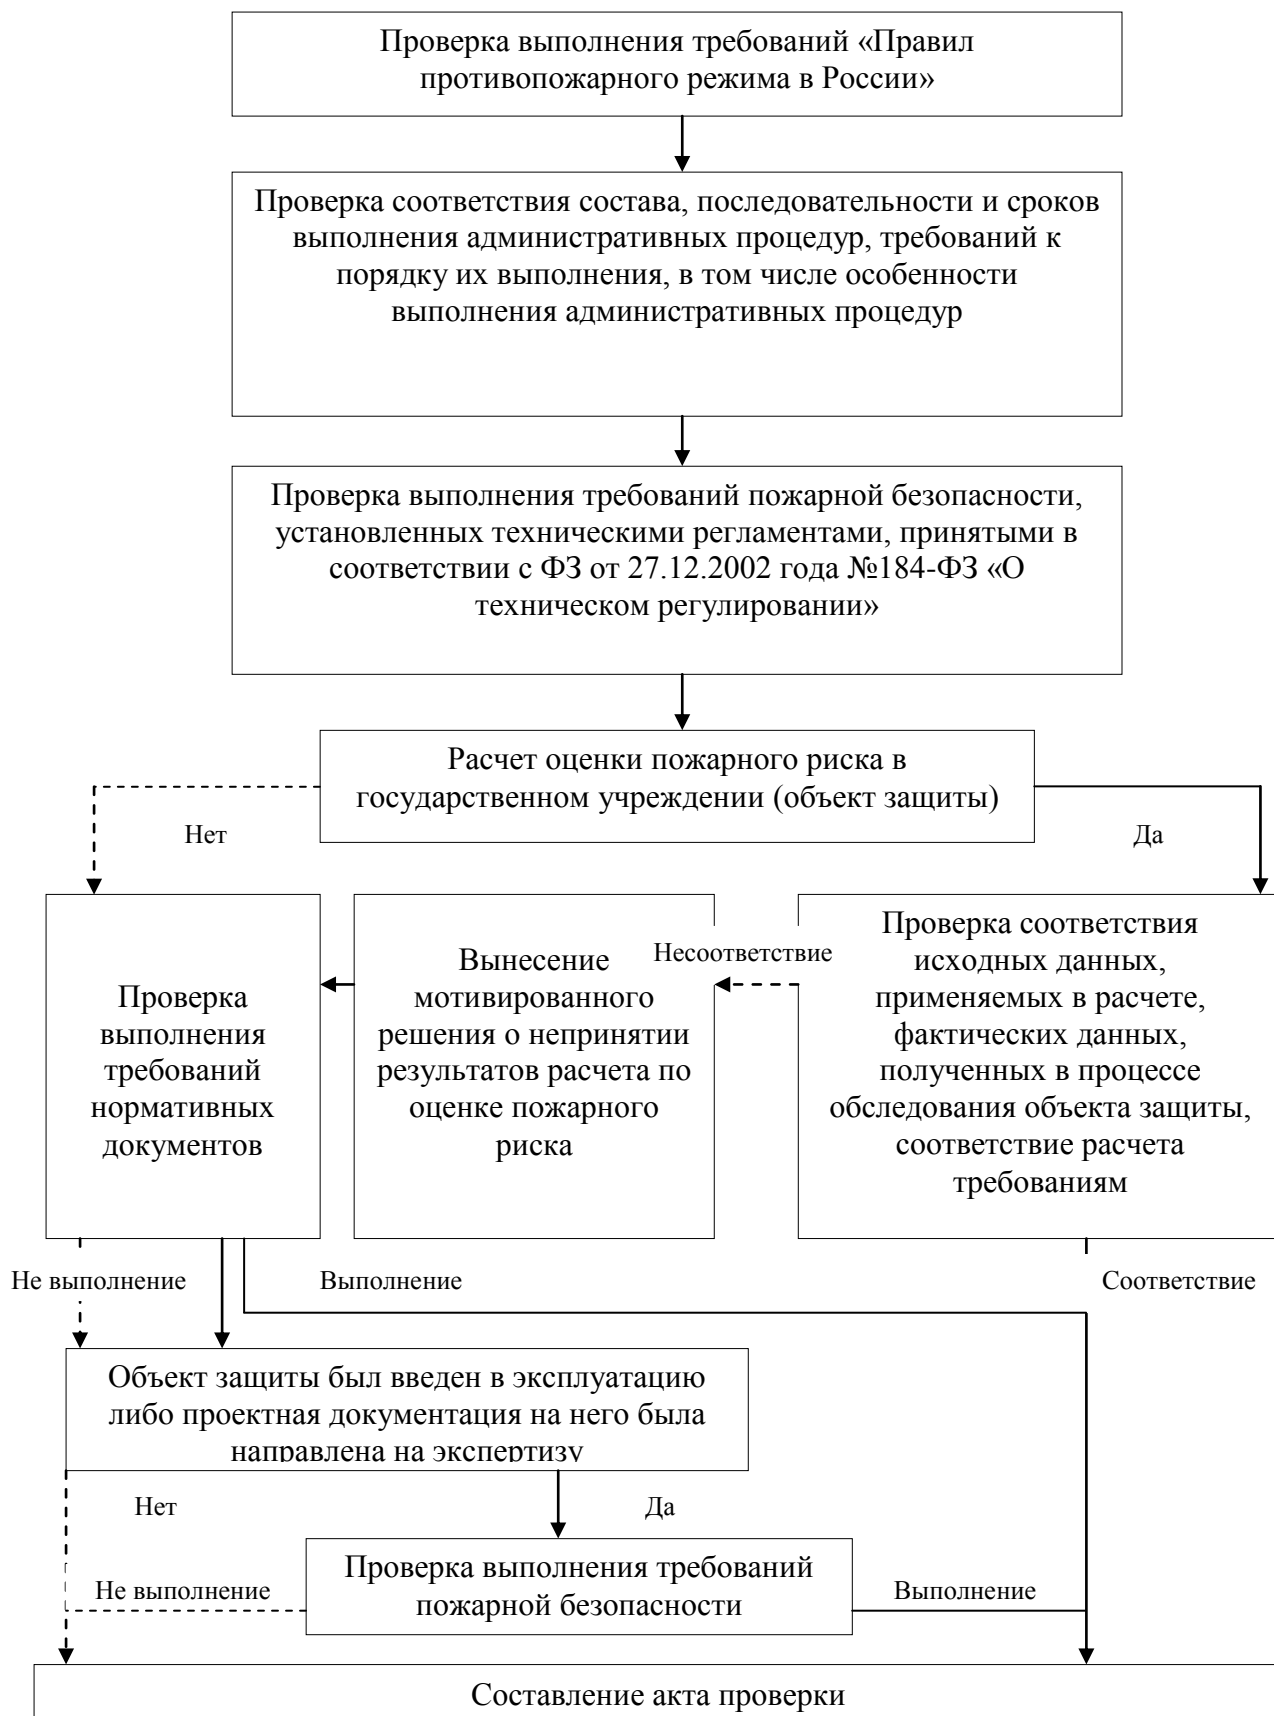 Проверка выполнения требований «Правил
противопожарного режима в России»
Проверка соответствия состава, последовательности и сроков
выполнения административных процедур, требований к
порядку их выполнения, в том числе особенности
выполнения административных процедур
Проверка выполнения требований пожарной безопасности,
установленных техническими регламентами, принятыми в
соответствии с ФЗ от 27.12.2002 года №184-ФЗ «О
техническом регулировании»
Расчет оценки пожарного риска в
государственном учреждении (объект защиты)
Нет
Да
Проверка
выполнения
требований
нормативных
документов
Вынесение
мотивированного
решения о непринятии
результатов расчета по
оценке пожарного
риска
Несоответствие
Проверка соответствия
исходных данных,
применяемых в расчете,
фактических данных,
полученных в процессе
обследования объекта защиты,
соответствие расчета
требованиям
Не выполнение
Выполнение
Соответствие
Объект защиты был введен в эксплуатацию
либо проектная документация на него была
направлена на экспертизу
Нет
Да
Не выполнение
Проверка выполнения требований
пожарной безопасности
Выполнение
Составление акта проверки